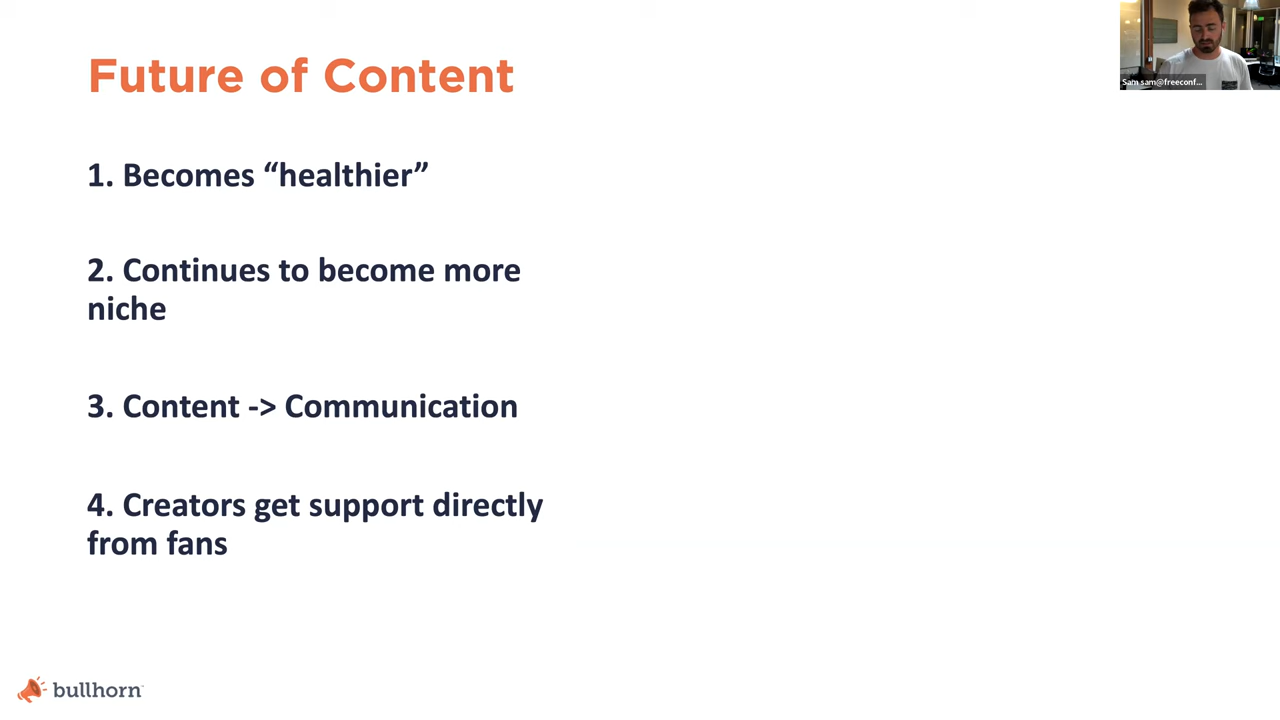 Future of Content
Sam sam@freeconf...
1. Becomes “healthier”
2. Continues to become more
niche
3. Content -> Communication
4. Creators get support directly
from fans
bullhorn